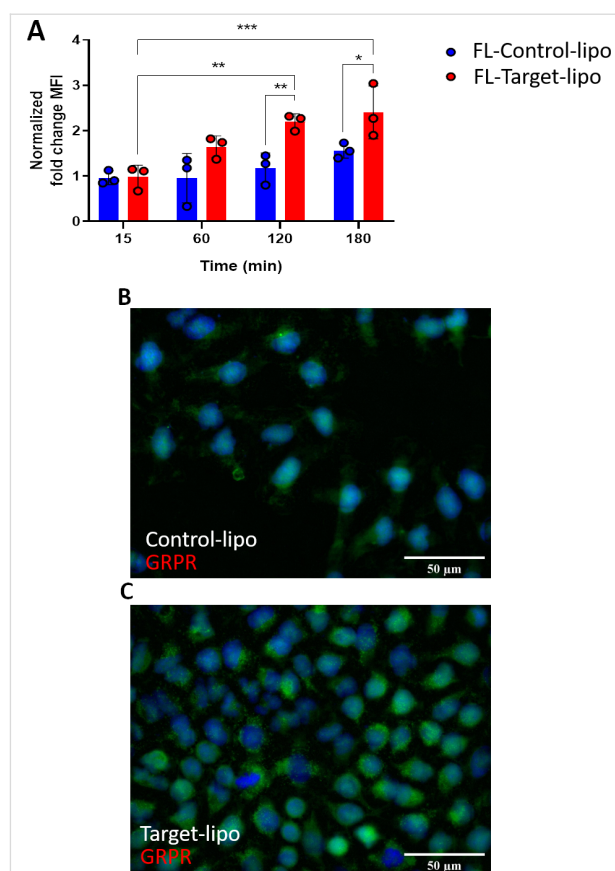 A
***
FL-Control-lipo
FL-Target-lipo
**
**
*
Normalized
fold change MFI
4
3
2
1
0
15 60 120 180
Time (min)
B
Control-lipo
GRPR
50 µm
C
Target-lipo
GRPR
50 µm